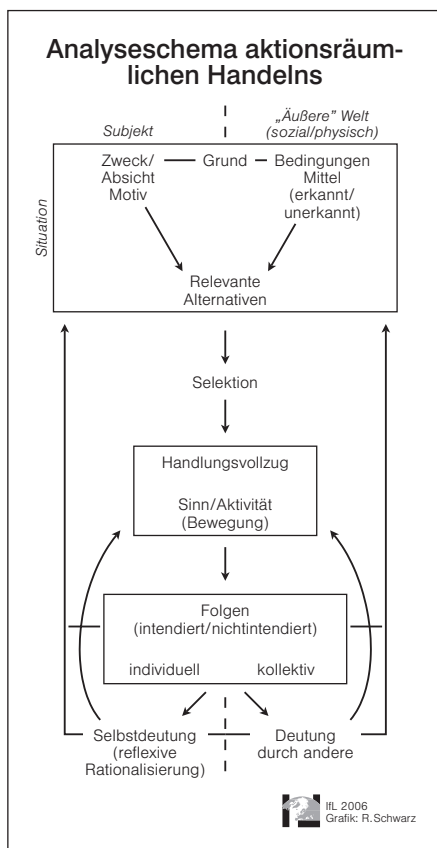 Analyseschema aktionsräum-
lichen Handelns
Subjekt
„Äußere” Welt
(sozial/physisch)
Situation
Zweck/
Absicht
Motiv
Grund
Bedingungen
Mittel
(erkannt/
unerkannt)
Relevante
Alternativen
Selektion
Handlungsvollzug
Sinn/Aktivität
(Bewegung)
Folgen
(intendiert/nichtintendiert)
individuell
kollektiv
Selbstdeutung
(reflexive
Rationalisierung)
Deutung
durch andere
IfL 2006
Grafik: R.Schwarz